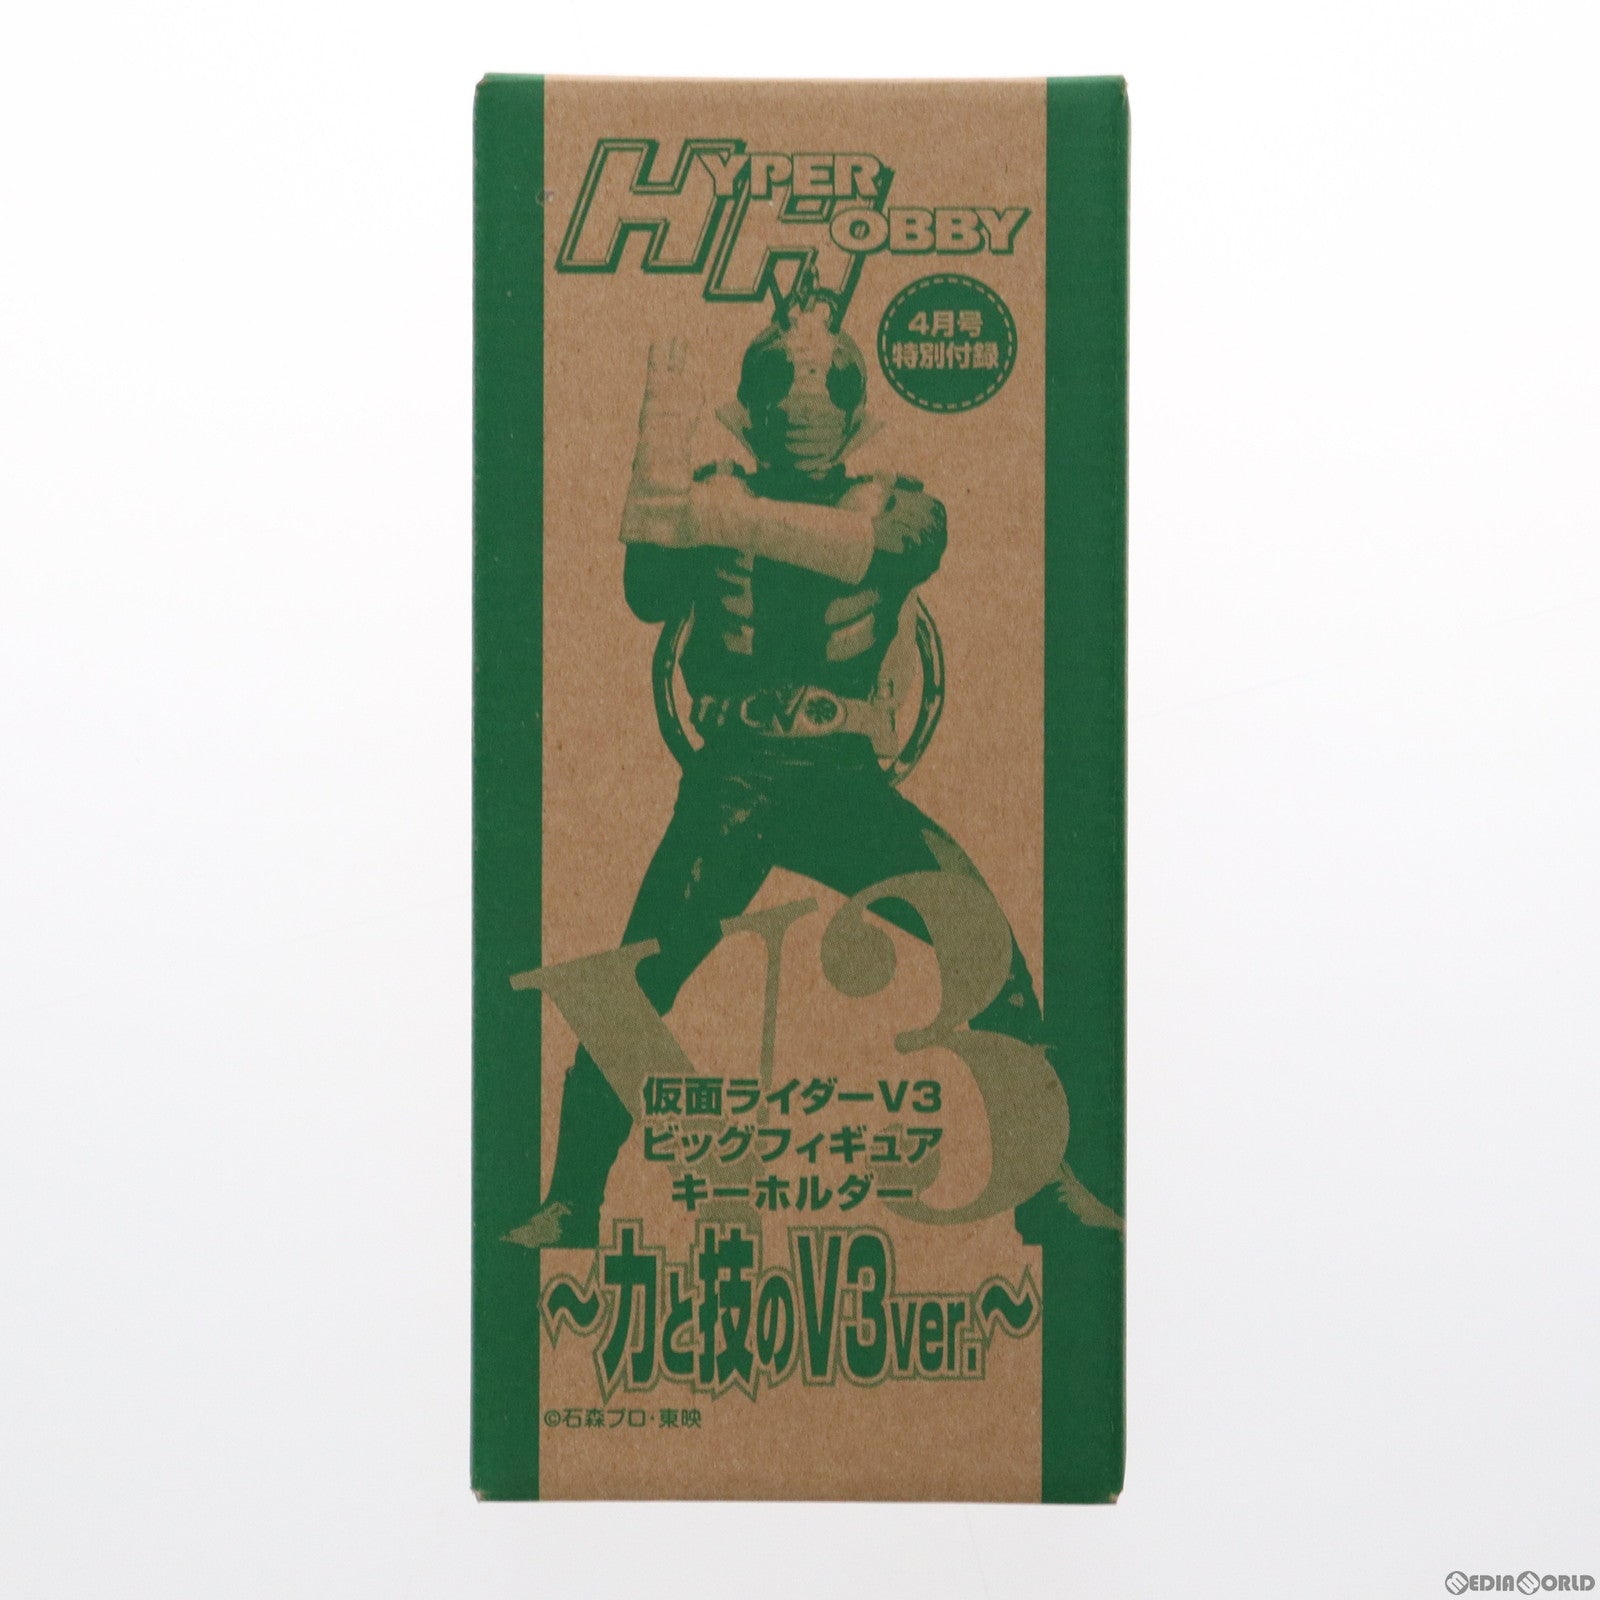 HYPER
HOBBY
4月号
特別付録
V3
仮面ライダーV3
ビッグフィギュア
キーホルダー
～力と技のV3ver.～
©石森プロ・東映
MEDIAWORLD